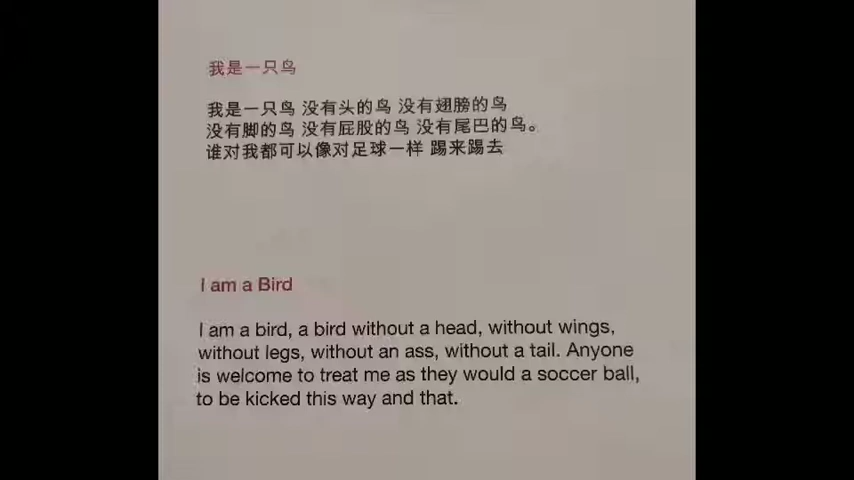 我是一只鸟
我是一只鸟 没有头的鸟 没有翅膀的鸟
没有脚的鸟 没有屁股的鸟 没有尾巴的鸟。
谁对我都可以像对足球一样 踢来踢去
I am a Bird
I am a bird, a bird without a head, without wings,
without legs, without an ass, without a tail. Anyone
is welcome to treat me as they would a soccer ball,
to be kicked this way and that.